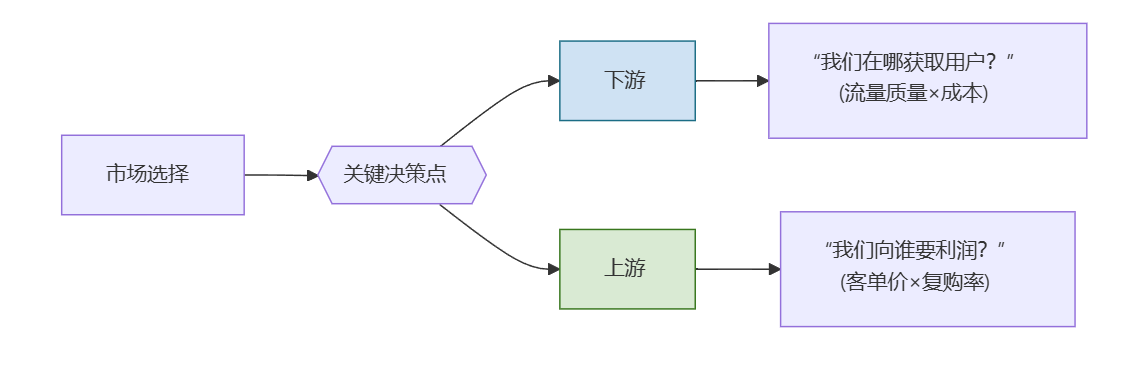 市场选择
关键决策点
下游
“我们在哪获取用户？”
(流量质量×成本)
上游
“我们向谁要利润？”
(客单价×复购率)